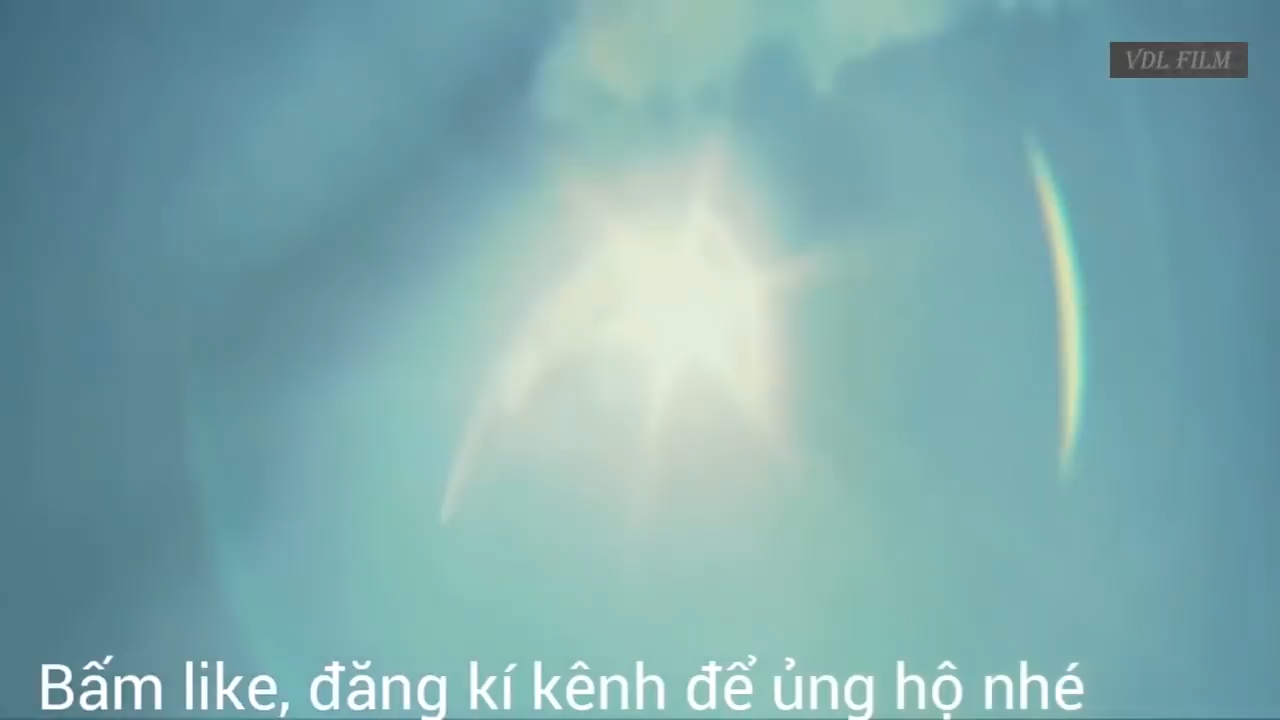 VDL FILM
Bấm like, đăng kí kênh để ủng hộ nhé